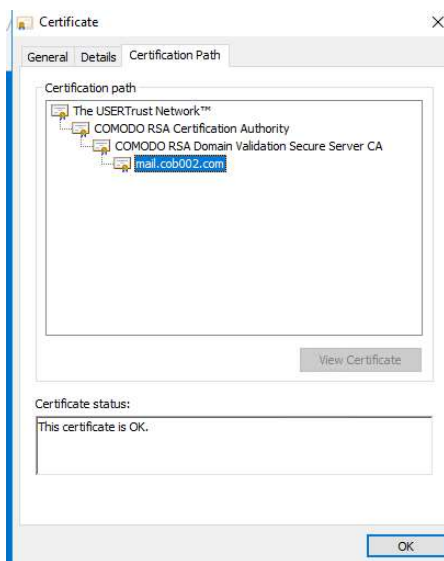 Certificate
General Details Certification Path
Certification path
The USERTrust Network™
COMODO RSA Certification Authority
COMODO RSA Domain Validation Secure Server CA
mail.cob002.com
View Certificate
Certificate status:
This certificate is OK.
OK